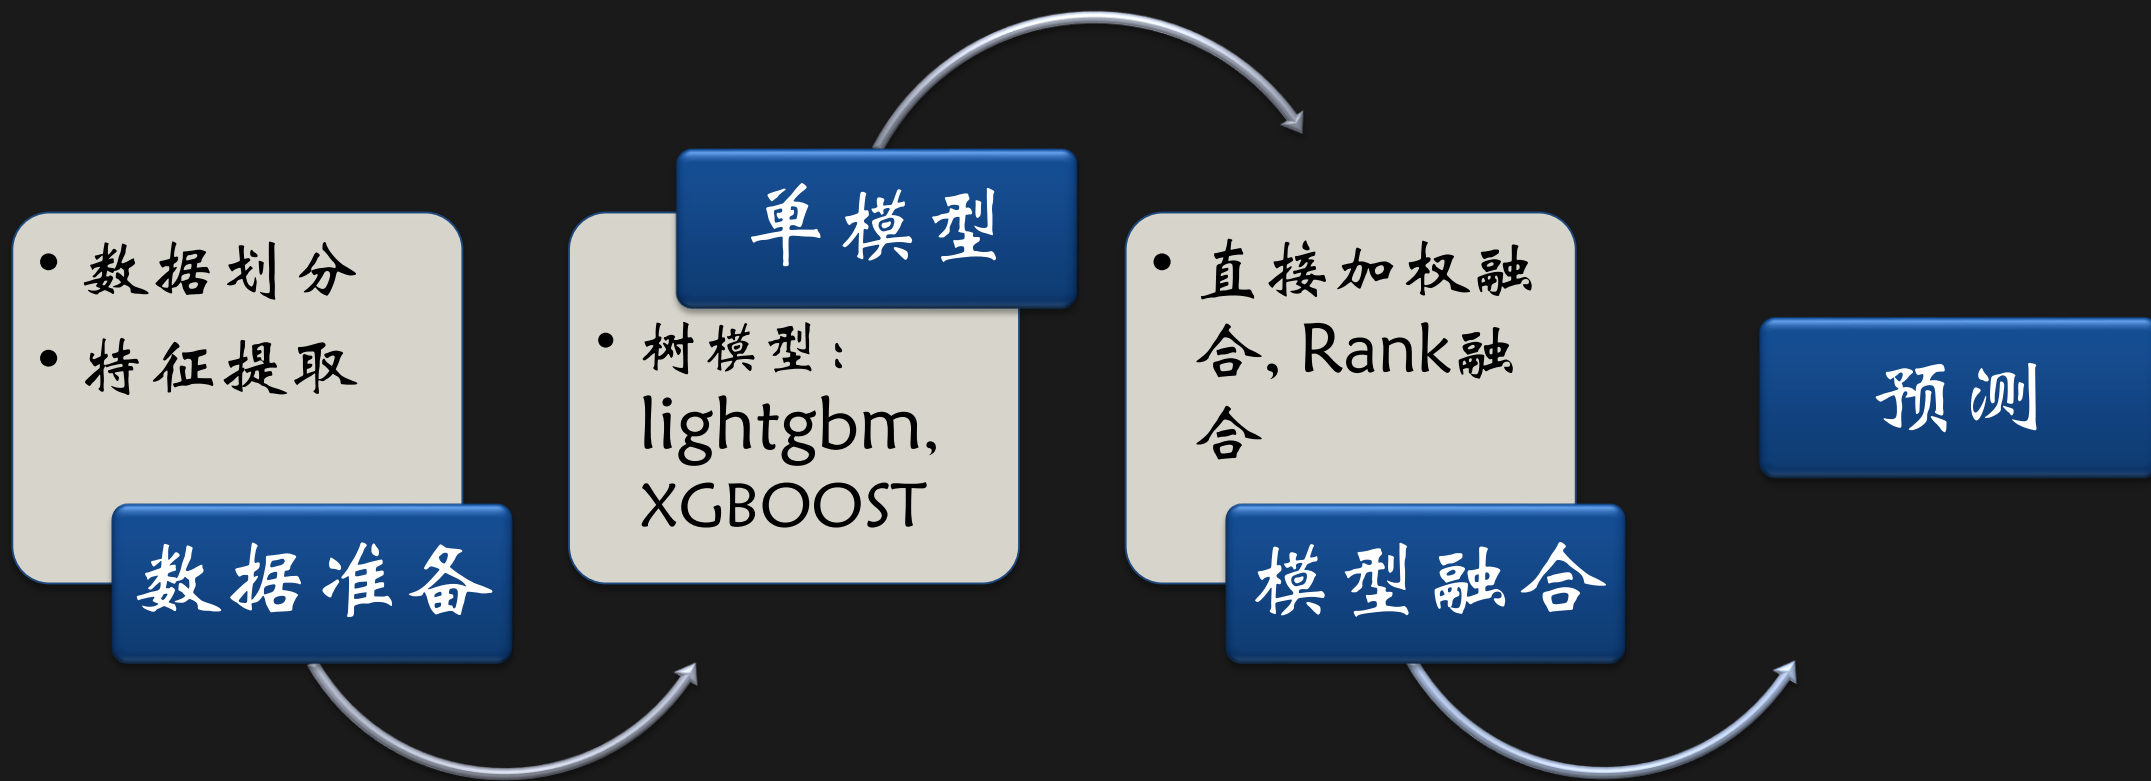 数据划分
特征提取
数据准备
单模型
树模型：
lightgbm,
XGBOOST
直接加权融
合, Rank融
合
模型融合
预测